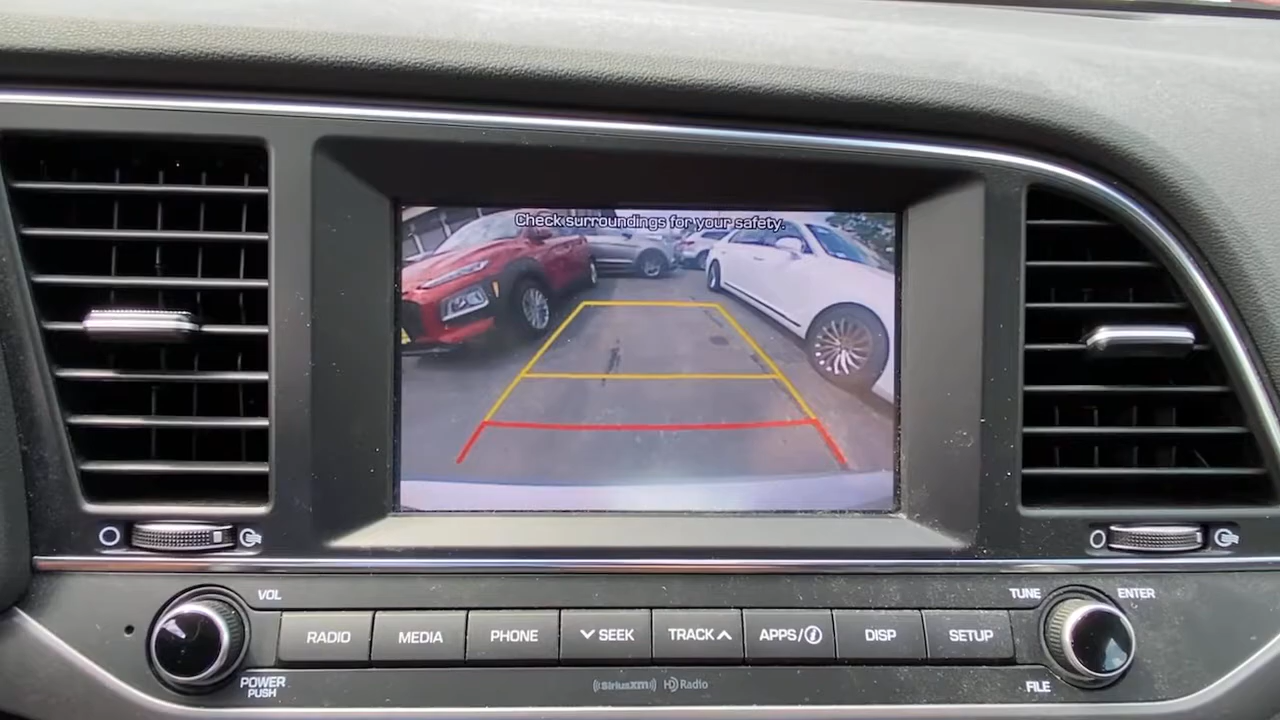 Check surroundings for your safety.
VOL
TUNE
ENTER
RADIO
MEDIA
PHONE
SEEK
TRACK
APPS/i
DISP
SETUP
POWER
PUSH
SiriusXM
HD Radio
FILE